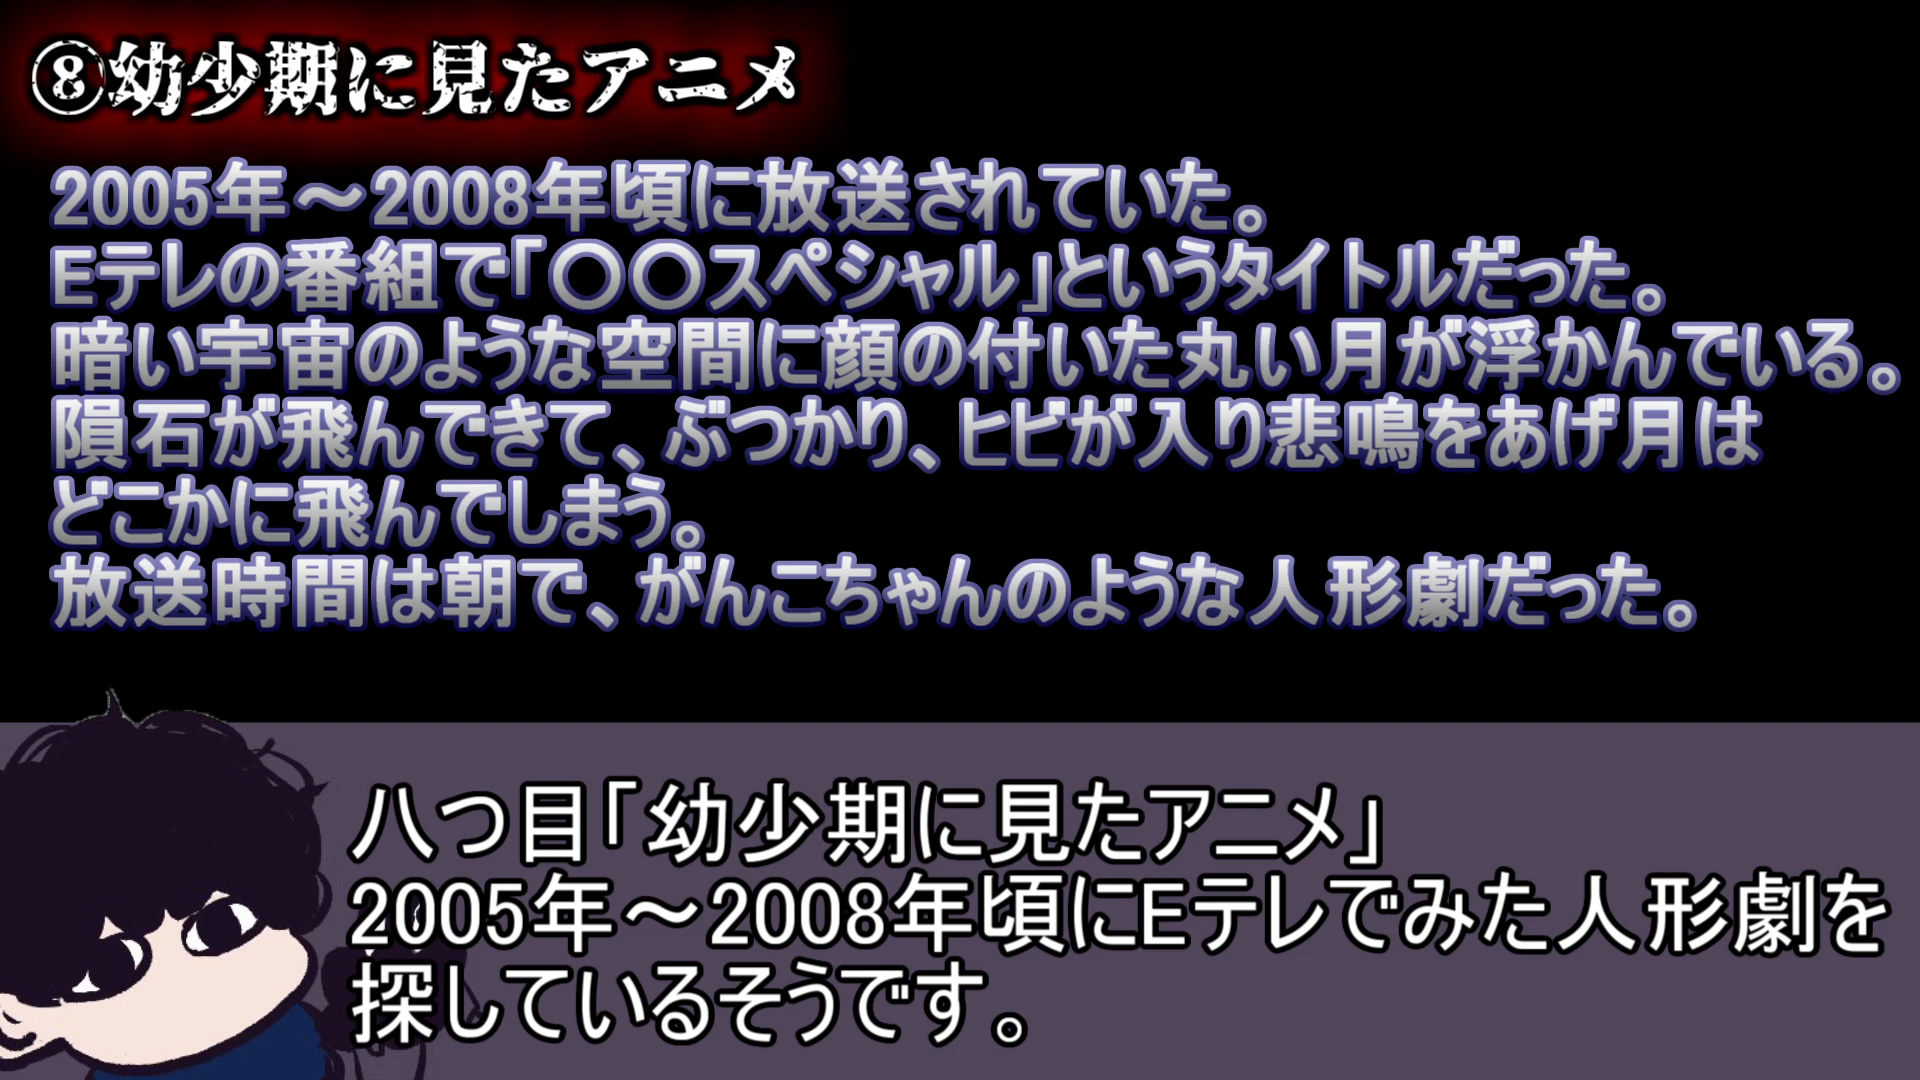 ⑧幼少期に見たアニメ
2005年～2008年頃に放送されていた。
Eテレの番組で「〇〇スペシャル」というタイトルだった。
暗い宇宙のような空間に顔の付いた丸い月が浮かんでいる。
隕石が飛んできて、ぶつかり、ヒビが入り悲鳴をあげ月は
どこかに飛んでしまう。
放送時間は朝で、がんこちゃんのような人形劇だった。
八つ目「幼少期に見たアニメ」
2005年～2008年頃にEテレでみた人形劇を
探しているそうです。